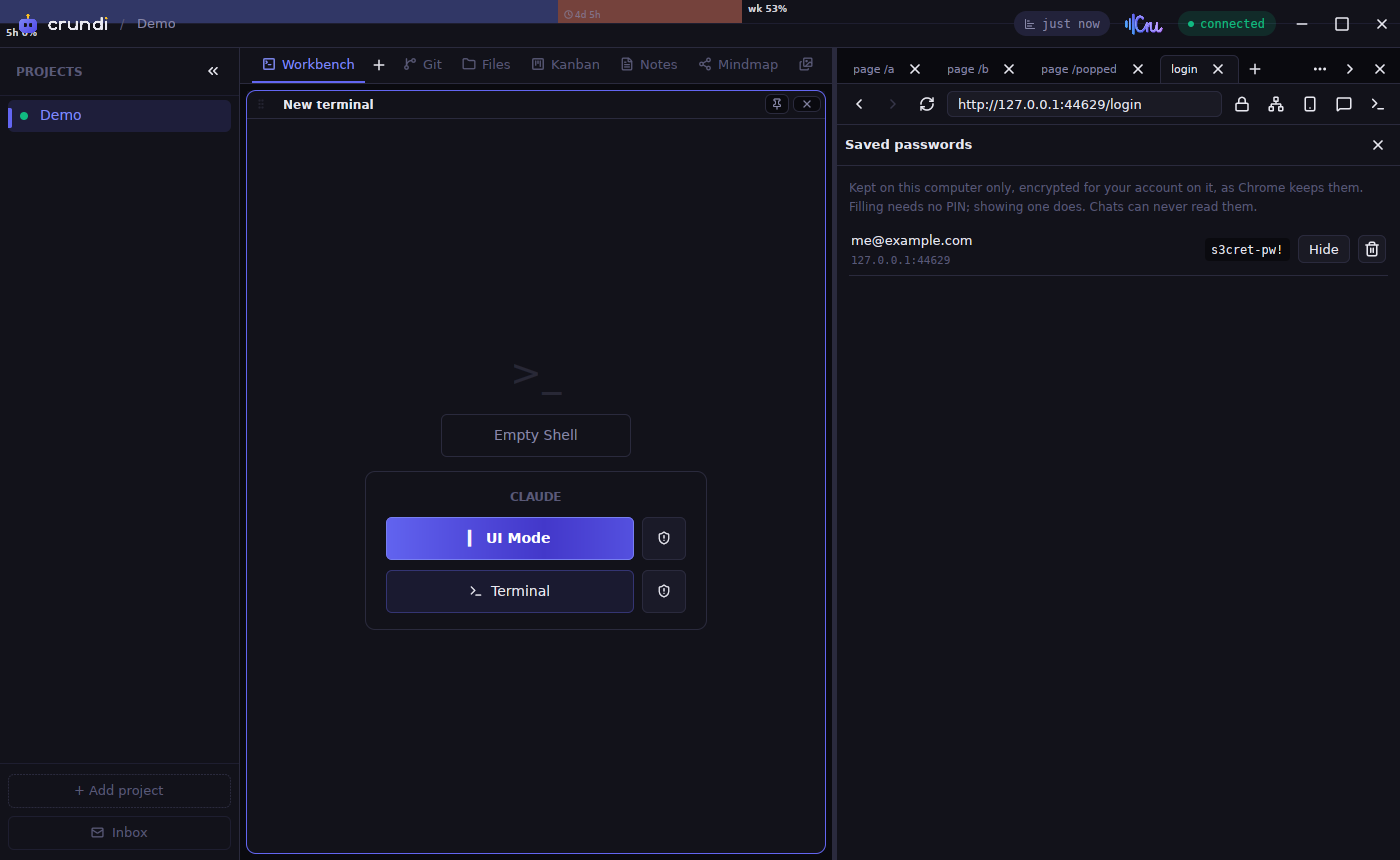 4d 5h
wk 53%
crundi / Demo
just now
Cru
connected
PROJECTS
Workbench
Git
Files
Kanban
Notes
Mindmap
page /a
page /b
page /popped
login
Demo
New terminal
http://127.0.0.1:44629/login
Saved passwords
Kept on this computer only, encrypted for your account on it, as Chrome keeps them.
Filling needs no PIN; showing one does. Chats can never read them.
me@example.com
127.0.0.1:44629
s3cret-pw!
Hide
>_
Empty Shell
CLAUDE
UI Mode
Terminal
+ Add project
Inbox